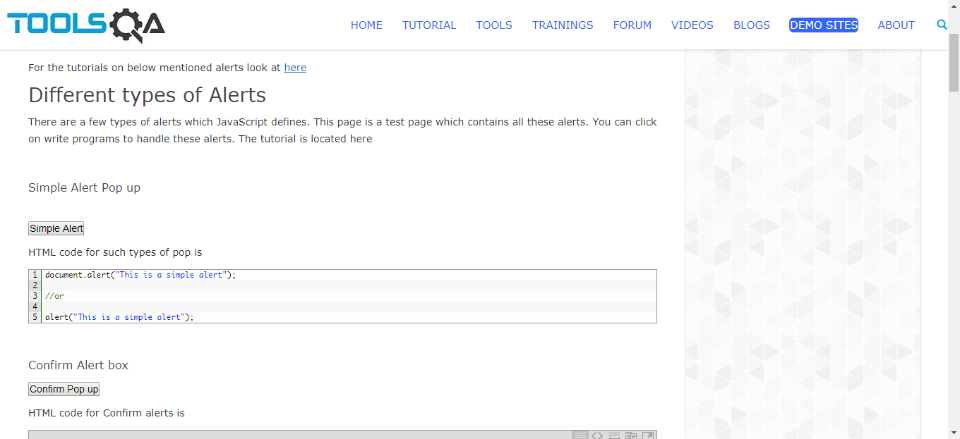 TOOLSQA
HOME TUTORIAL TOOLS TRAININGS FORUM VIDEOS BLOGS DEMO SITES ABOUT
For the tutorials on below mentioned alerts look at here
Different types of Alerts
There are a few types of alerts which JavaScript defines. This page is a test page which contains all these alerts. You can click
on write programs to handle these alerts. The tutorial is located here
Simple Alert Pop up
Simple Alert
HTML code for such types of pop is
1 document.alert("This is a simple alert");
2
3 //or
4
5 alert("This is a simple alert");
Confirm Alert box
Confirm Pop up
HTML code for Confirm alerts is